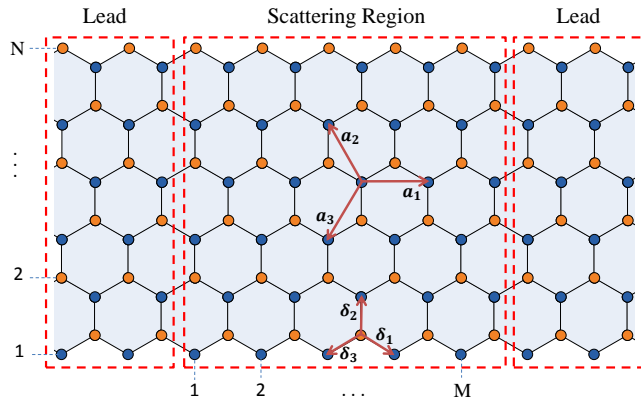 Lead Scattering Region Lead
N
a₂
⋮
a₁
a₃
2
δ₂
δ₁
1 δ₃
1 2 ... M